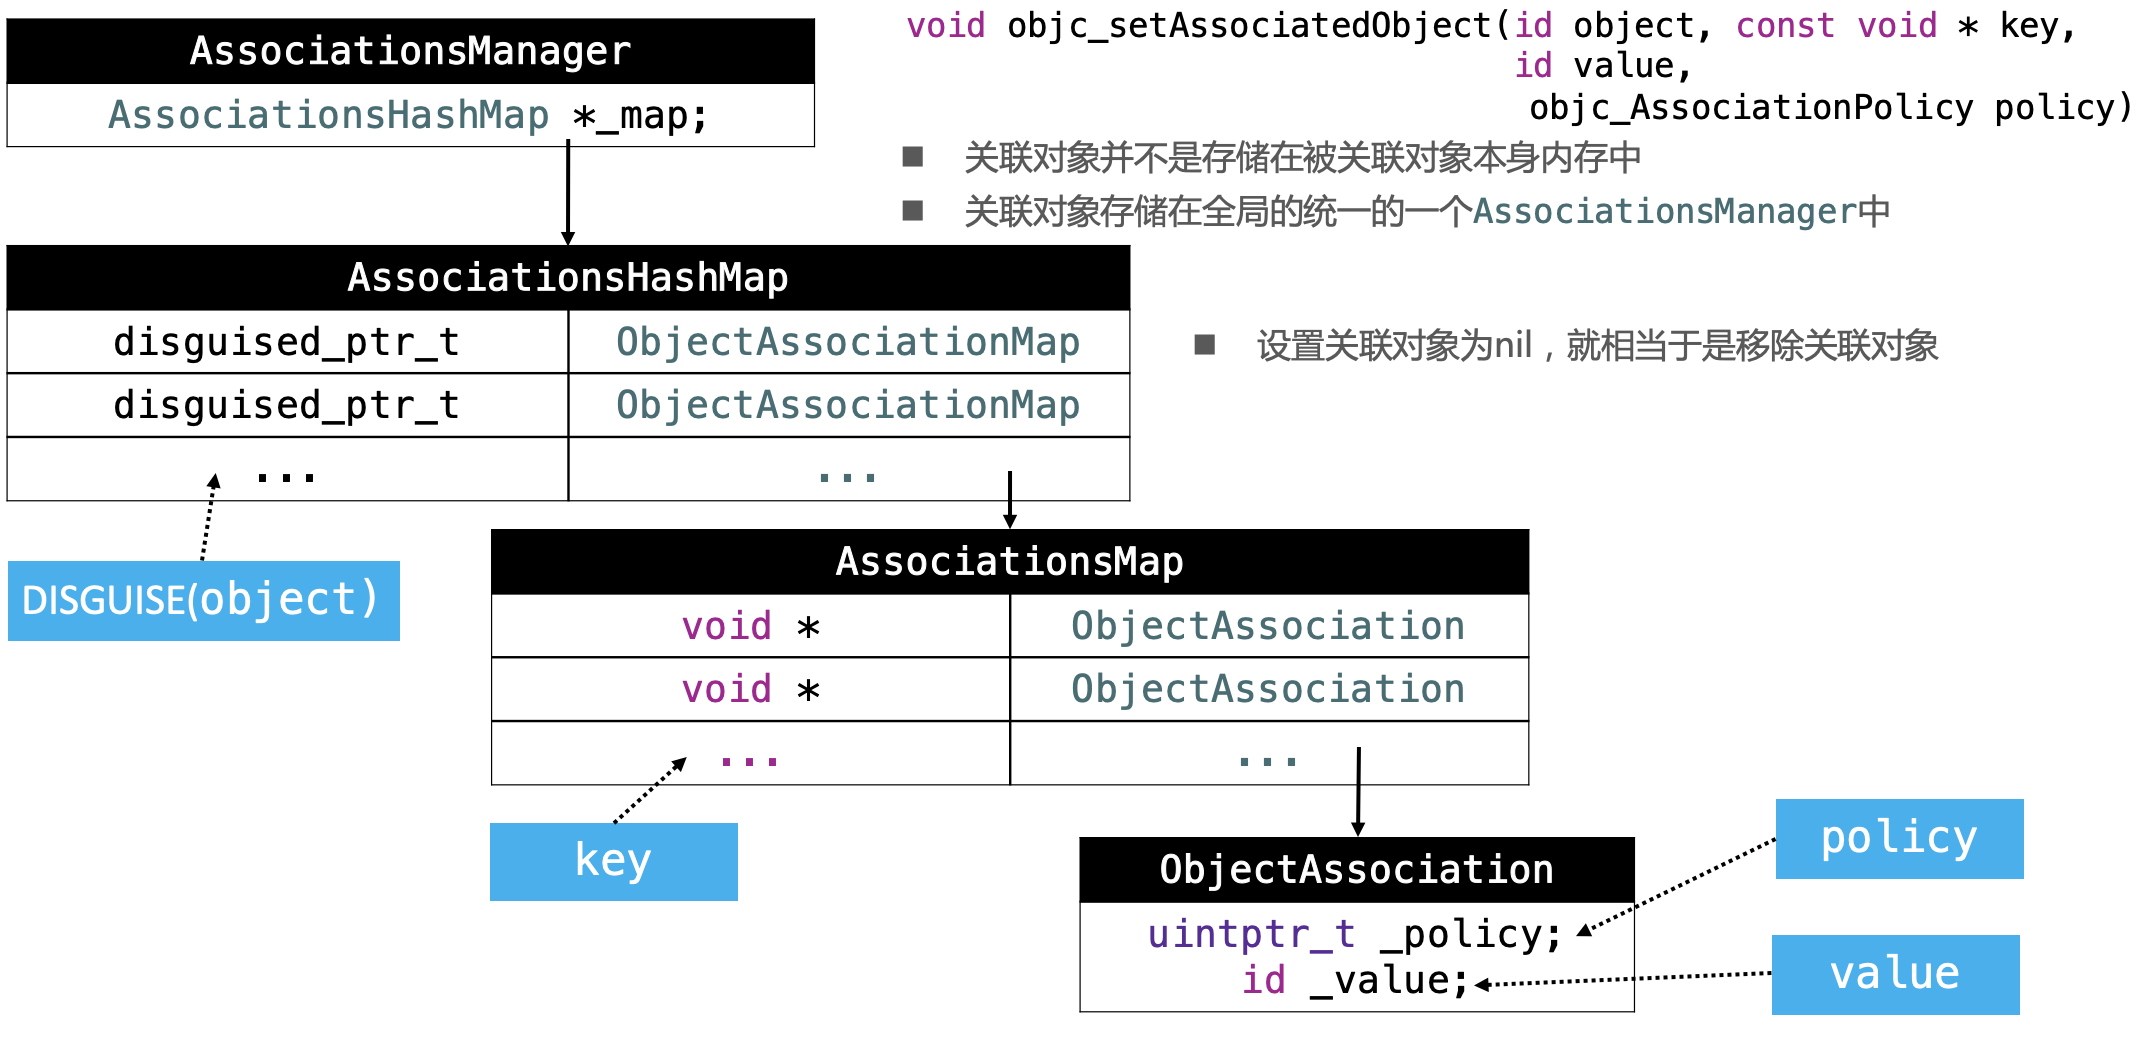 AssociationsManager
AssociationsHashMap *_map;
void objc_setAssociatedObject(id object, const void * key,
id value,
objc_AssociationPolicy policy)
■ 关联对象并不是存储在被关联对象本身内存中
■ 关联对象存储在全局的统一的一个AssociationsManager中
AssociationsHashMap
disguised_ptr_t ObjectAssociationMap
disguised_ptr_t ObjectAssociationMap
... ...
■ 设置关联对象为nil，就相当于是移除关联对象
DISGUISE(object)
AssociationsMap
void * ObjectAssociation
void * ObjectAssociation
... ...
key
ObjectAssociation
uintptr_t _policy;
id _value;
policy
value